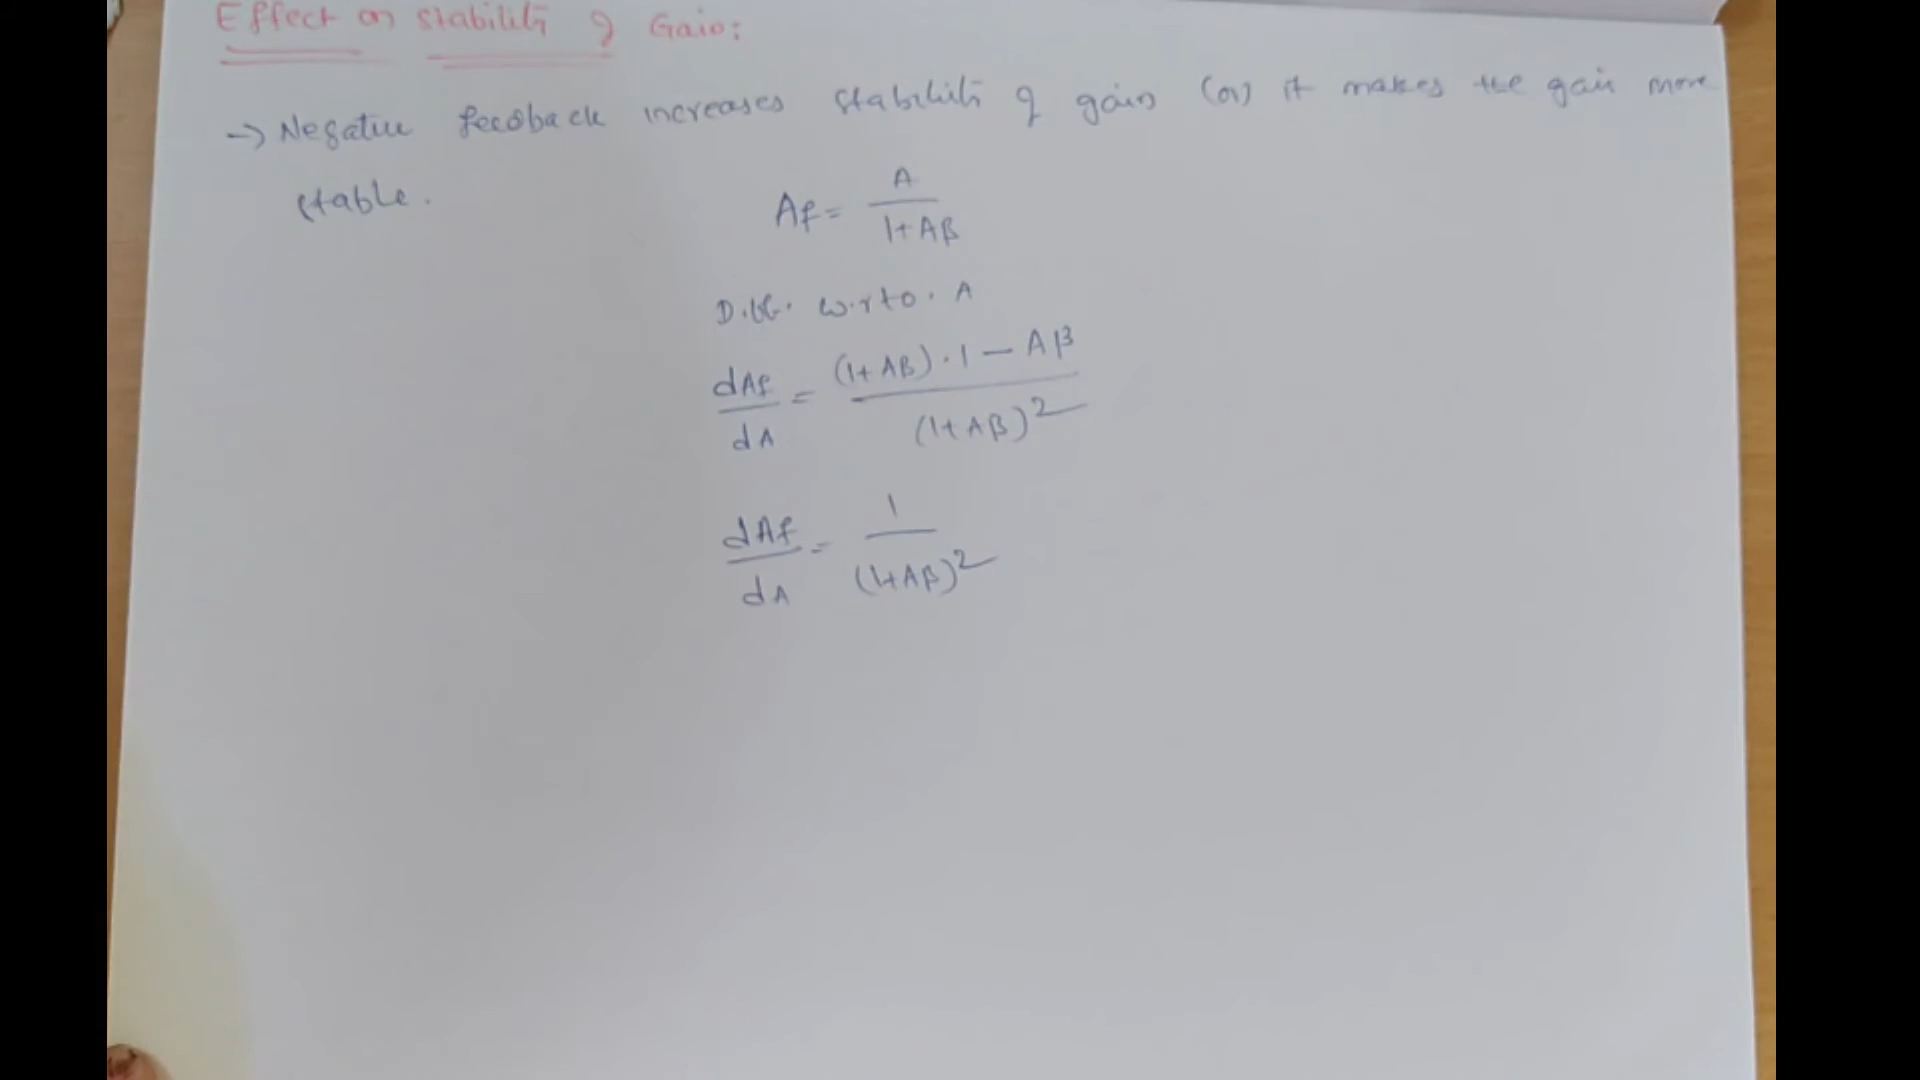 Effect on stability of Gain:
→ Negative feedback increases stability of gain (or) it makes the gain more
stable.
Af = A / 1+Aβ
Diff. w.r.to. A
dAf/dA = (1+Aβ).1 - Aβ / (1+Aβ)²
dAf/dA = 1 / (1+Aβ)²